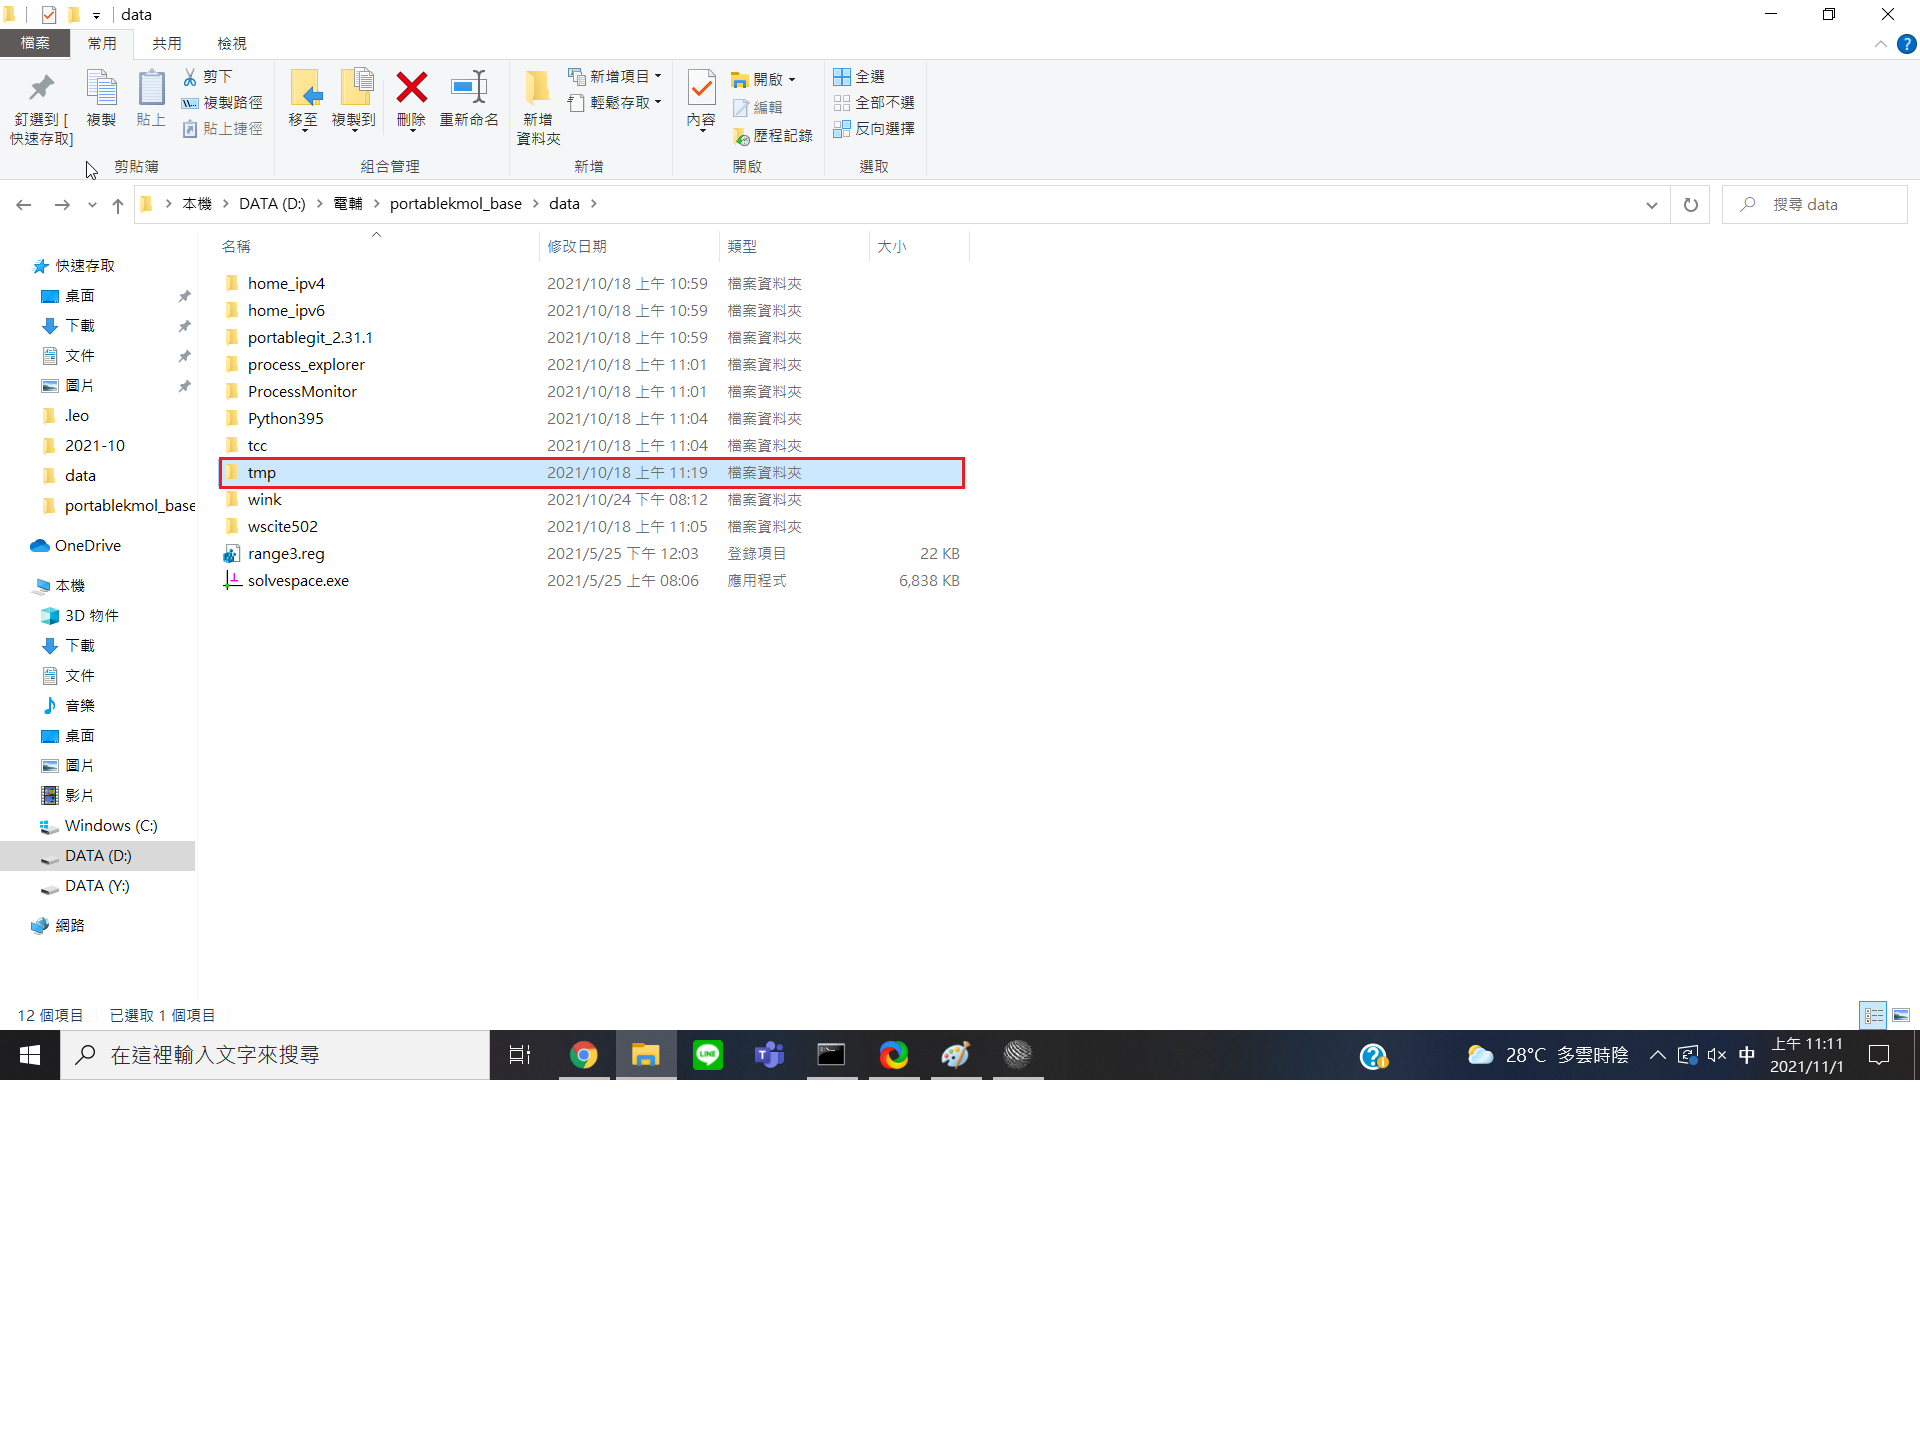 data
檔案 常用 共用 檢視
釘選到 [
快速存取]
複製
貼上
剪下
複製路徑
貼上捷徑
剪貼簿
移至
複製到
刪除
重新命名
組合管理
新增
資料夾
新增項目
輕鬆存取
新增
內容
開啟
編輯
歷程記錄
開啟
全選
全部不選
反向選擇
選取
本機 DATA (D:) 電輔 portablekmol_base data
搜尋 data
快速存取
桌面
下載
文件
圖片
.leo
2021-10
data
portablekmol_base
OneDrive
本機
3D 物件
下載
文件
音樂
桌面
圖片
影片
Windows (C:)
DATA (D:)
DATA (Y:)
網路
名稱 修改日期 類型 大小
home_ipv4 2021/10/18 上午 10:59 檔案資料夾
home_ipv6 2021/10/18 上午 10:59 檔案資料夾
portablegit_2.31.1 2021/10/18 上午 10:59 檔案資料夾
process_explorer 2021/10/18 上午 11:01 檔案資料夾
ProcessMonitor 2021/10/18 上午 11:01 檔案資料夾
Python395 2021/10/18 上午 11:04 檔案資料夾
tcc 2021/10/18 上午 11:04 檔案資料夾
tmp 2021/10/18 上午 11:19 檔案資料夾
wink 2021/10/24 下午 08:12 檔案資料夾
wscite502 2021/10/18 上午 11:05 檔案資料夾
range3.reg 2021/5/25 下午 12:03 登錄項目 22 KB
solvespace.exe 2021/5/25 上午 08:06 應用程式 6,838 KB
12 個項目 已選取 1 個項目
在這裡輸入文字來搜尋
LINE
28°C 多雲時陰
中
上午 11:11
2021/11/1